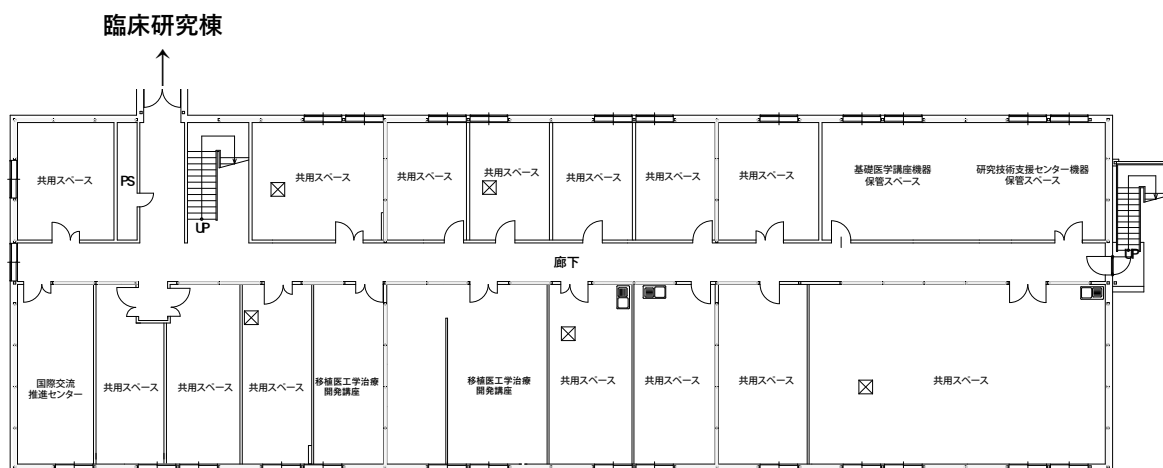 臨床研究棟
共用スペース
PS
UP
共用スペース
共用スペース
共用スペース
共用スペース
共用スペース
共用スペース
基礎医学講座機器
保管スペース
研究技術支援センター機器
保管スペース
UP
廊下
国際交流
推進センター
共用スペース
共用スペース
共用スペース
移植医工学治療
開発講座
移植医工学治療
開発講座
共用スペース
共用スペース
共用スペース
共用スペース